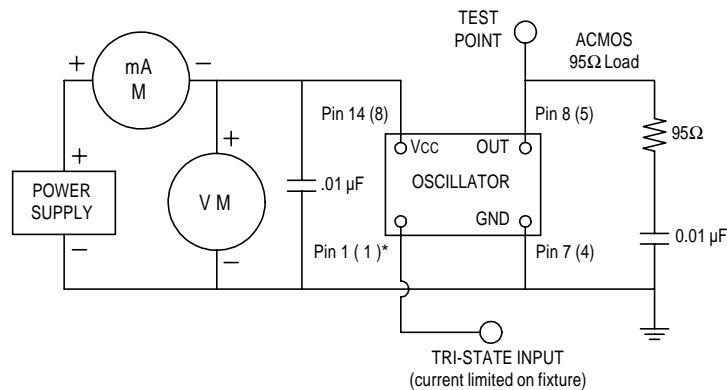 TEST
POINT
ACMOS
95Ω Load
mA
M
+
−
Pin 14 (8)
Pin 8 (5)
VCC
OUT
OSCILLATOR
GND
95Ω
+
POWER
SUPPLY
−
+
V M
−
.01 µF
0.01 µF
Pin 1 ( 1 )*
Pin 7 (4)
TRI-STATE INPUT
(current limited on fixture)